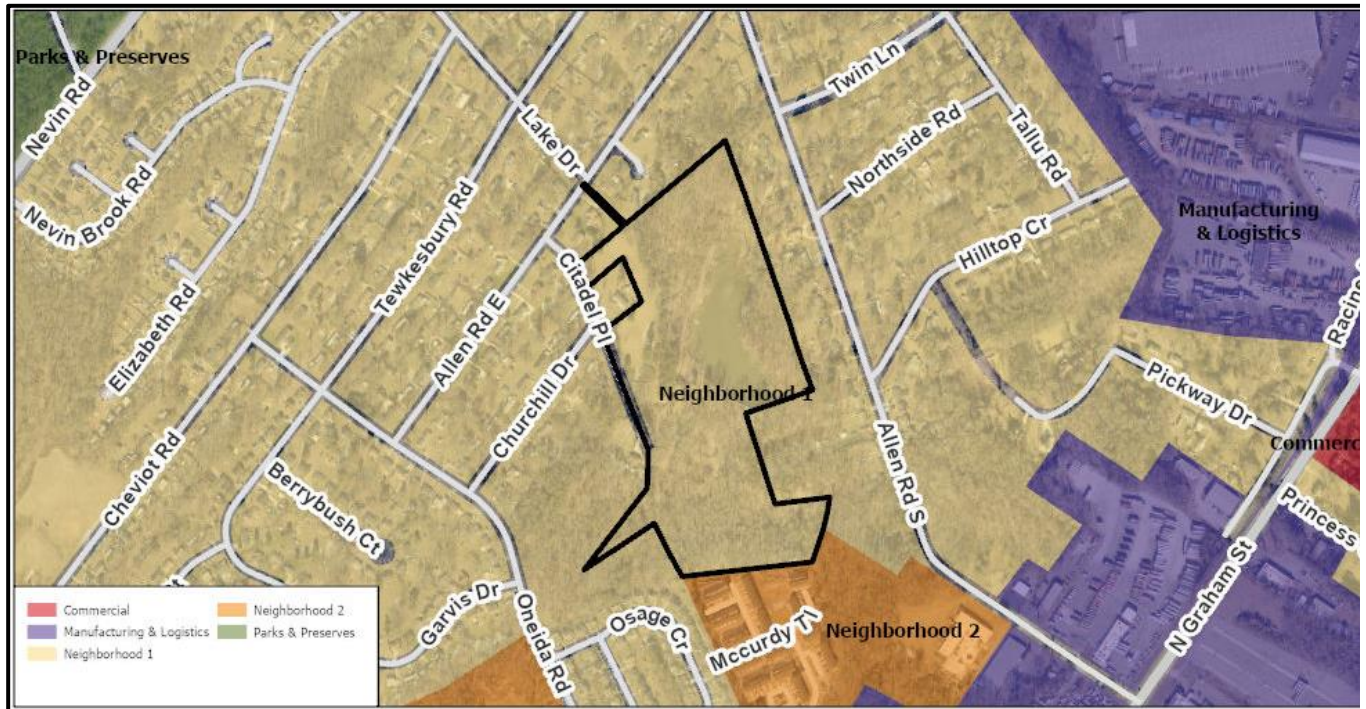 Parks & Preserves
Nevin Rd
Nevin Brook Rd
Elizabeth Rd
Cheviot Rd
Tewkesbury Rd
Lake Dr
Allen Rd E
Citadel Pl
Churchill Dr
Berrybush Ct
Garvis Dr
Oneida Rd
Osage Cr
Mccurdy Tl
Neighborhood 1
Neighborhood 2
Allen Rd S
Twin Ln
Northside Rd
Tallu Rd
Hilltop Cr
Manufacturing
& Logistics
Pickway Dr
N Graham St
Commercial
Manufacturing & Logistics
Neighborhood 1
Neighborhood 2
Parks & Preserves